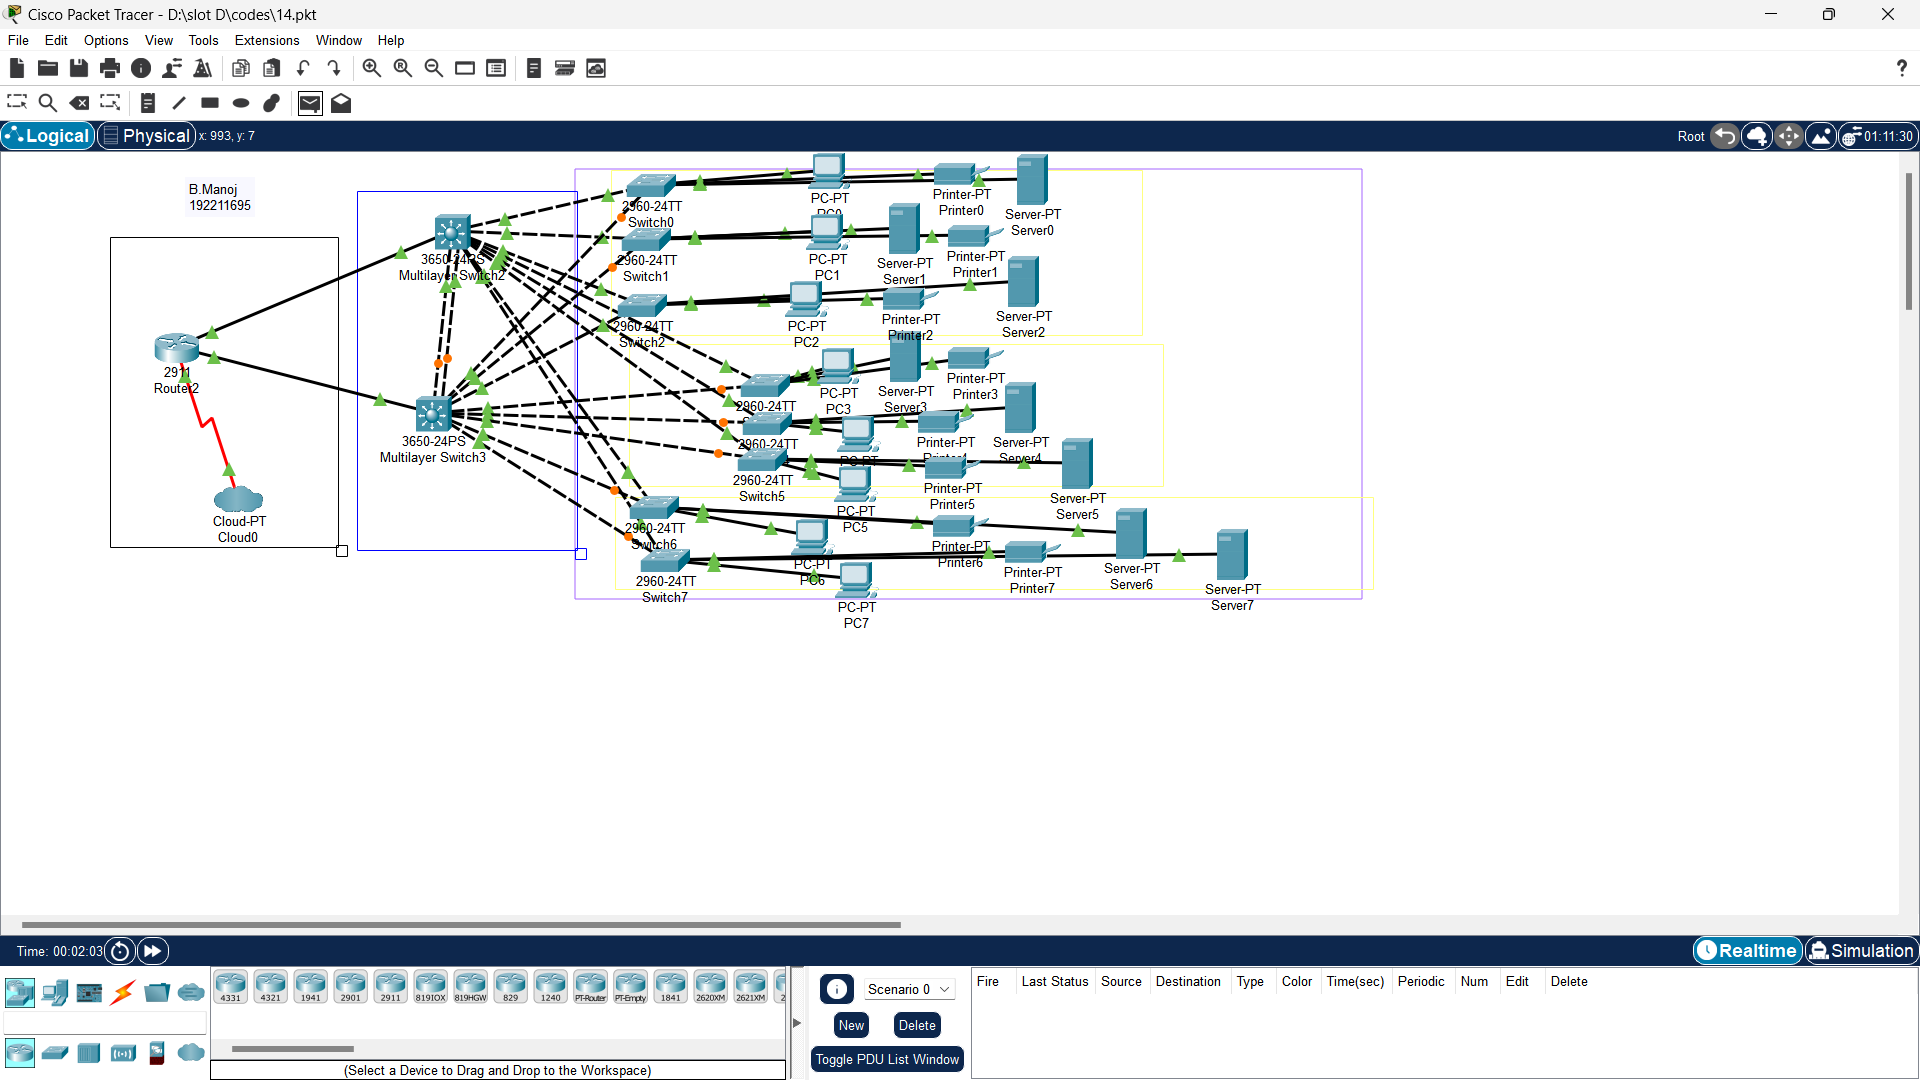 Cisco Packet Tracer - D:\slot D\codes\14.pkt
File Edit Options View Tools Extensions Window Help
Logical Physical x: 993, y: 7 Root 01:11:30
B.Manoj
192211695
2911
Router2
Cloud-PT
Cloud0
3650-24PS
Multilayer Switch2
3650-24PS
Multilayer Switch3
2960-24TT
Switch0
2960-24TT
Switch1
2960-24TT
Switch2
2960-24TT
2960-24TT
2960-24TT
Switch5
2960-24TT
Switch6
2960-24TT
Switch7
PC-PT
PC0
PC-PT
PC1
PC-PT
PC2
PC-PT
PC3
PC-PT
PC-PT
PC5
PC-PT
PC6
PC-PT
PC7
Printer-PT
Printer0
Printer-PT
Printer1
Printer-PT
Printer2
Printer-PT
Printer3
Printer-PT
Printer4
Printer-PT
Printer5
Printer-PT
Printer6
Printer-PT
Printer7
Server-PT
Server0
Server-PT
Server1
Server-PT
Server2
Server-PT
Server3
Server-PT
Server4
Server-PT
Server5
Server-PT
Server6
Server-PT
Server7
Time: 00:02:03 Realtime Simulation
4331 4321 1941 2901 2911 819IOX 819HGW 829 1240 PT-Router PT-Empty 1841 2620XM 2621XM
(Select a Device to Drag and Drop to the Workspace)
Scenario 0
New Delete
Toggle PDU List Window
Fire Last Status Source Destination Type Color Time(sec) Periodic Num Edit Delete